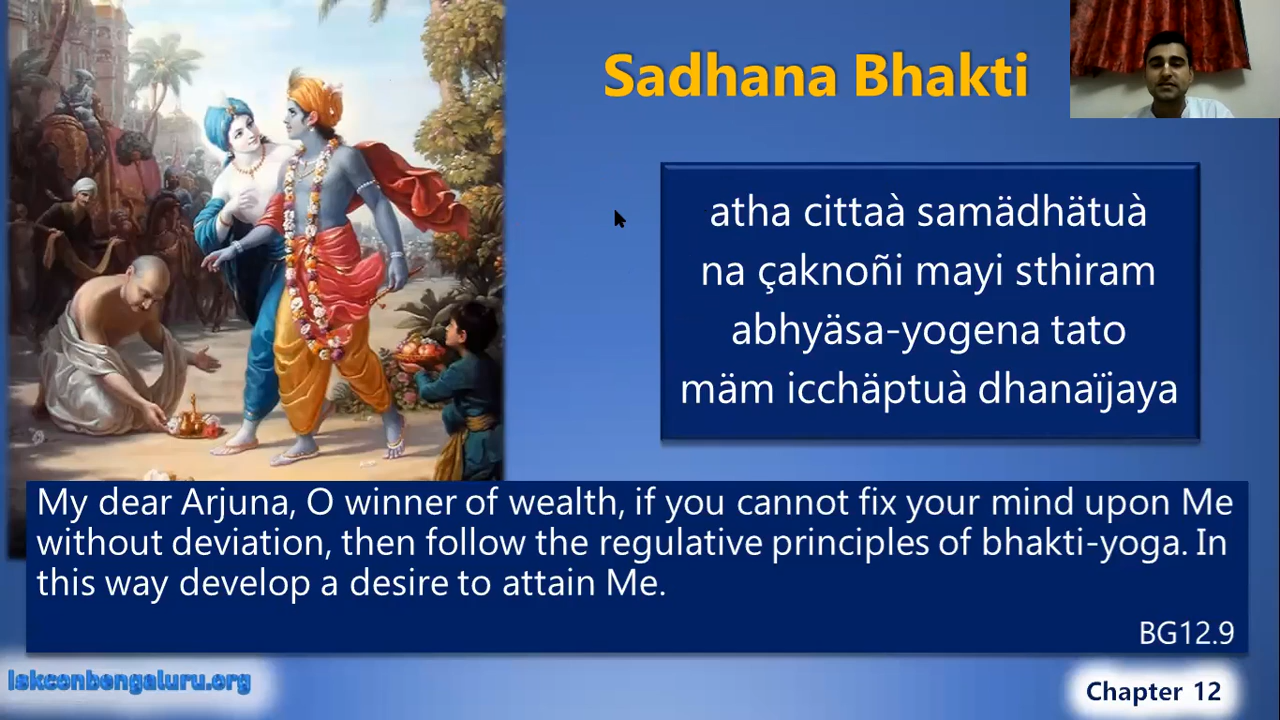 Sadhana Bhakti
atha cittaà samädhätuà
na çaknoñi mayi sthiram
abhyäsa-yogena tato
mäm icchäptuà dhanaïjaya
My dear Arjuna, O winner of wealth, if you cannot fix your mind upon Me
without deviation, then follow the regulative principles of bhakti-yoga. In
this way develop a desire to attain Me.
BG12.9
Iskconbengaluru.org
Chapter 12